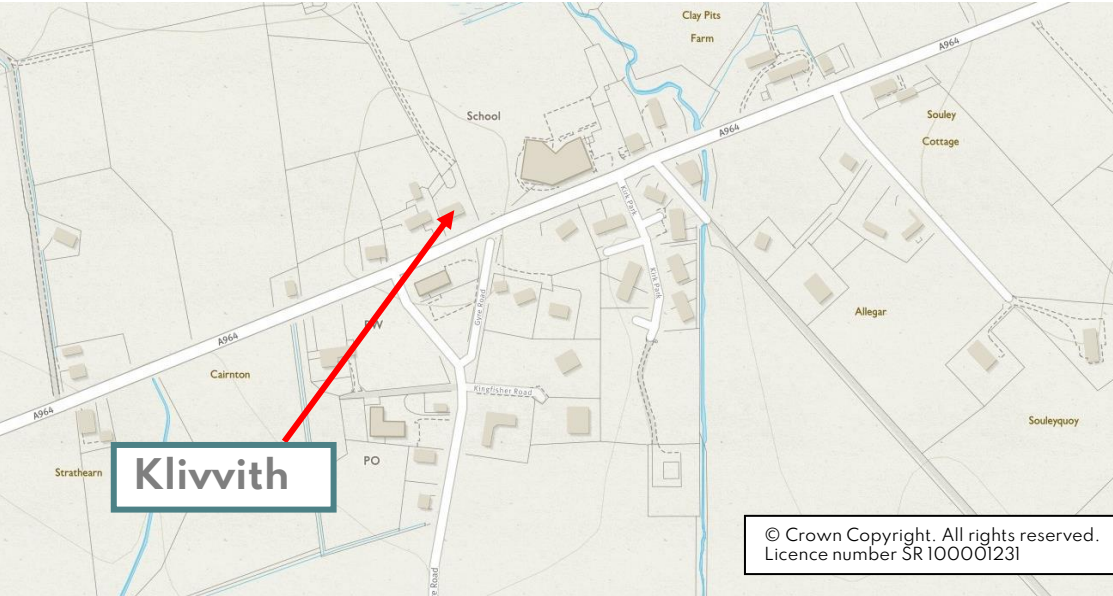 Clay Pits
Farm
A964
School
A964
Souley
Cottage
Kirk Park
Kirk Park
Gyre Road
Allegar
A964
Cairnton
Kingfisher Road
Souleyquoy
A964
Strathearn
Klivvith
PO
© Crown Copyright. All rights reserved.
Licence number SR 100001231
Road